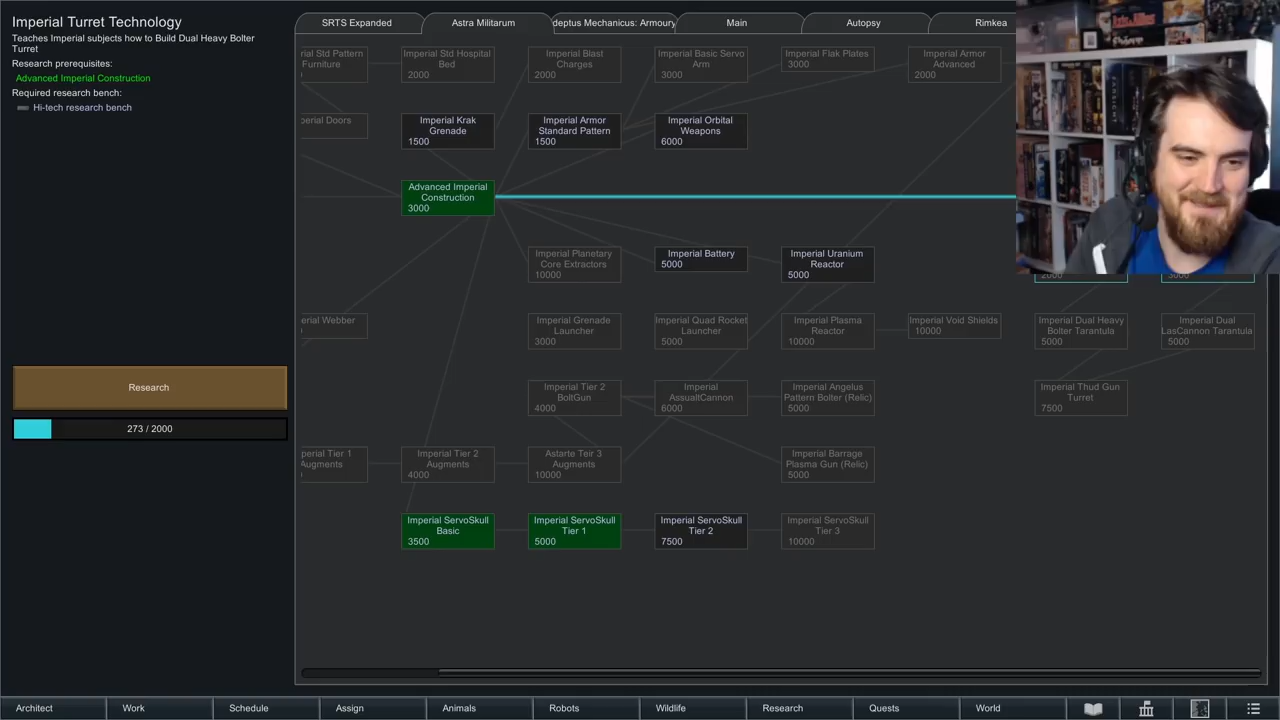 Imperial Turret Technology
Teaches Imperial subjects how to Build Dual Heavy Bolter
Turret
Research prerequisites:
Advanced Imperial Construction
Required research bench:
Hi-tech research bench
Research
273 / 2000
SRTS Expanded
Astra Militarum
deptus Mechanicus: Armoury
Main
Autopsy
Rimkea
rial Std Pattern
Furniture
Imperial Std Hospital
Bed
2000
Imperial Blast
Charges
2000
Imperial Basic Servo
Arm
3000
Imperial Flak Plates
3000
Imperial Armor
Advanced
2000
perial Doors
Imperial Krak
Grenade
1500
Imperial Armor
Standard Pattern
1500
Imperial Orbital
Weapons
6000
Advanced Imperial
Construction
3000
Imperial Planetary
Core Extractors
10000
Imperial Battery
5000
Imperial Uranium
Reactor
5000
2000
3000
erial Webber
Imperial Grenade
Launcher
3000
Imperial Quad Rocket
Launcher
5000
Imperial Plasma
Reactor
10000
Imperial Void Shields
10000
Imperial Dual Heavy
Bolter Tarantula
5000
Imperial Dual
LasCannon Tarantula
5000
Imperial Tier 2
BoltGun
4000
Imperial
AssualtCannon
6000
Imperial Angelus
Pattern Bolter (Relic)
5000
Imperial Thud Gun
Turret
7500
perial Tier 1
Augments
Imperial Tier 2
Augments
4000
Astarte Teir 3
Augments
10000
Imperial Barrage
Plasma Gun (Relic)
5000
Imperial ServoSkull
Basic
3500
Imperial ServoSkull
Tier 1
5000
Imperial ServoSkull
Tier 2
7500
Imperial ServoSkull
Tier 3
10000
Architect
Work
Schedule
Assign
Animals
Robots
Wildlife
Research
Quests
World